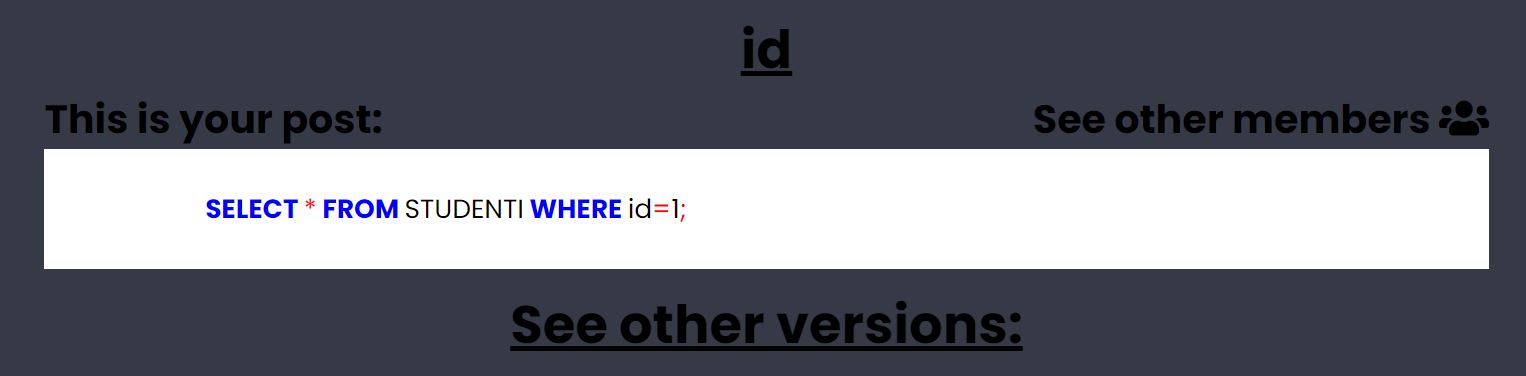 id
This is your post:
See other members
SELECT * FROM STUDENTI WHERE id=1;
See other versions: